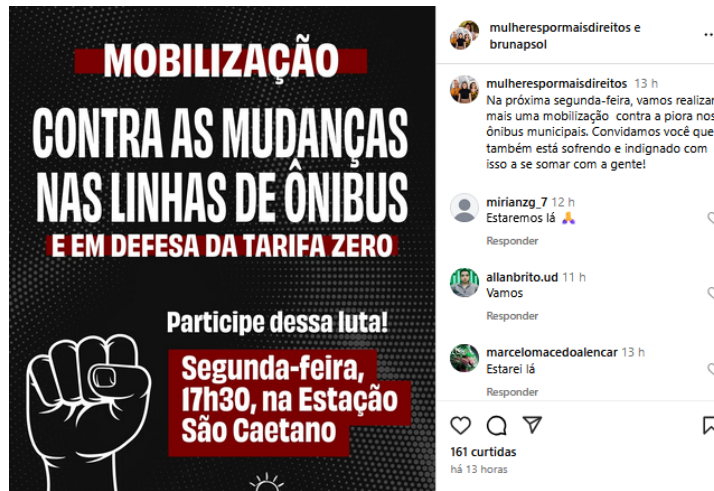 MOBILIZAÇÃO
CONTRA AS MUDANÇAS
NAS LINHAS DE ÔNIBUS
E EM DEFESA DA TARIFA ZERO
Participe dessa luta!
Segunda-feira,
17h30, na Estação
São Caetano
mulherespormaisdireitos e
brunapsol
mulherespormaisdireitos 13 h
Na próxima segunda-feira, vamos realizar
mais uma mobilização contra a piora nos
ônibus municipais. Convidamos você que
também está sofrendo e indignado com
isso a se somar com a gente!
mirianzg_7 12 h
Estaremos lá 🙏
Responder
allanbrito.ud 11 h
Vamos
Responder
marcelomacedoalencar 13 h
Estarei lá
Responder
161 curtidas
há 13 horas